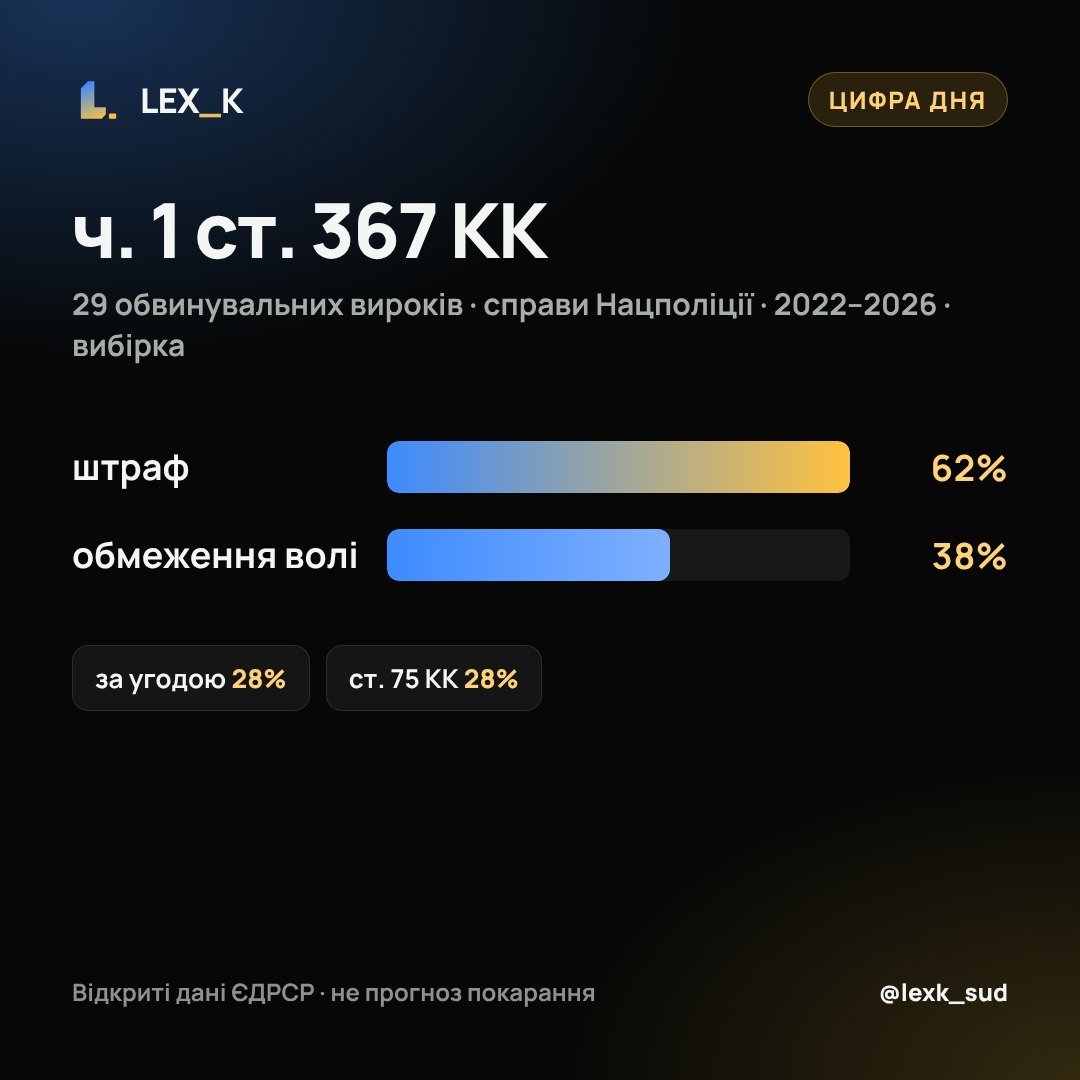 LEX_K
ЦИФРА ДНЯ
ч. 1 ст. 367 КК
29 обвинувальних вироків · справи Нацполіції · 2022–2026 ·
вибірка
штраф 62%
обмеження волі 38%
за угодою 28% ст. 75 КК 28%
Відкриті дані ЄДРСР · не прогноз покарання
@lexk_sud